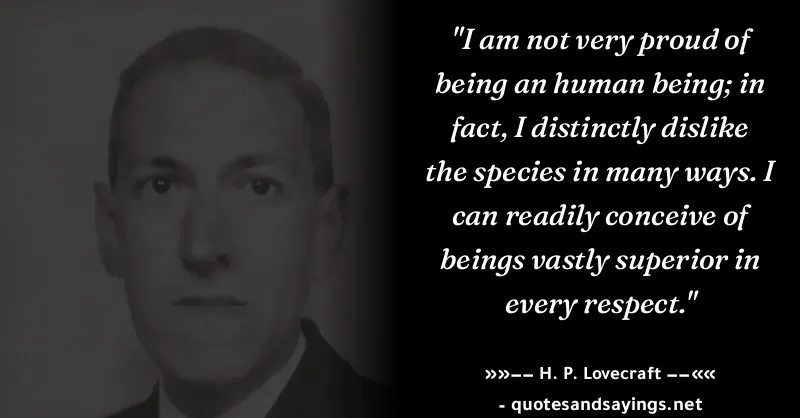 "I am not very proud of
being an human being; in
fact, I distinctly dislike
the species in many ways. I
can readily conceive of
beings vastly superior in
every respect."
»»−− H. P. Lovecraft −−««
- quotesandsayings.net